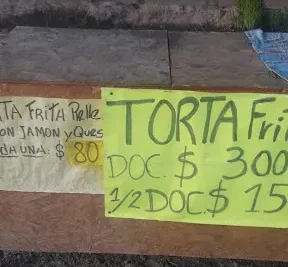 TA FRITA Relle
ON JAMON y Ques
da UNA: $ 80
TORTA Fri
DOC. $ 300
1/2 DOC. $ 15